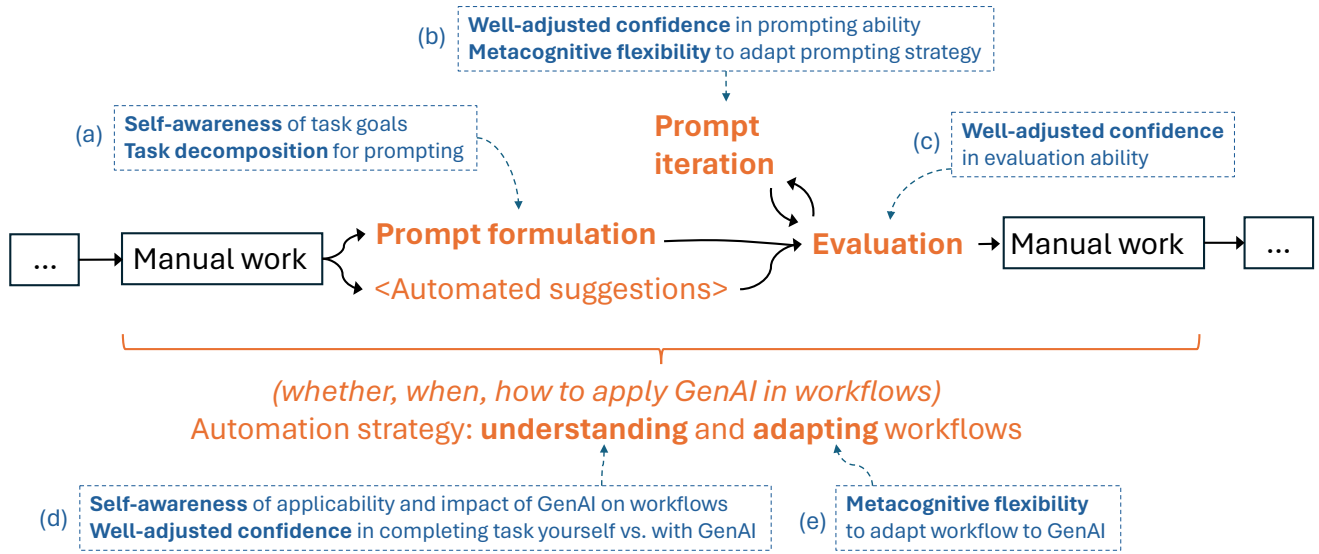 (b)
Well-adjusted confidence in prompting ability
Metacognitive flexibility to adapt prompting strategy
(a)
Self-awareness of task goals
Task decomposition for prompting
Prompt
iteration
(c)
Well-adjusted confidence
in evaluation ability
...
Manual work
Prompt formulation
<Automated suggestions>
Evaluation
Manual work
...
(whether, when, how to apply GenAI in workflows)
Automation strategy: understanding and adapting workflows
(d)
Self-awareness of applicability and impact of GenAI on workflows
Well-adjusted confidence in completing task yourself vs. with GenAI
(e)
Metacognitive flexibility
to adapt workflow to GenAI